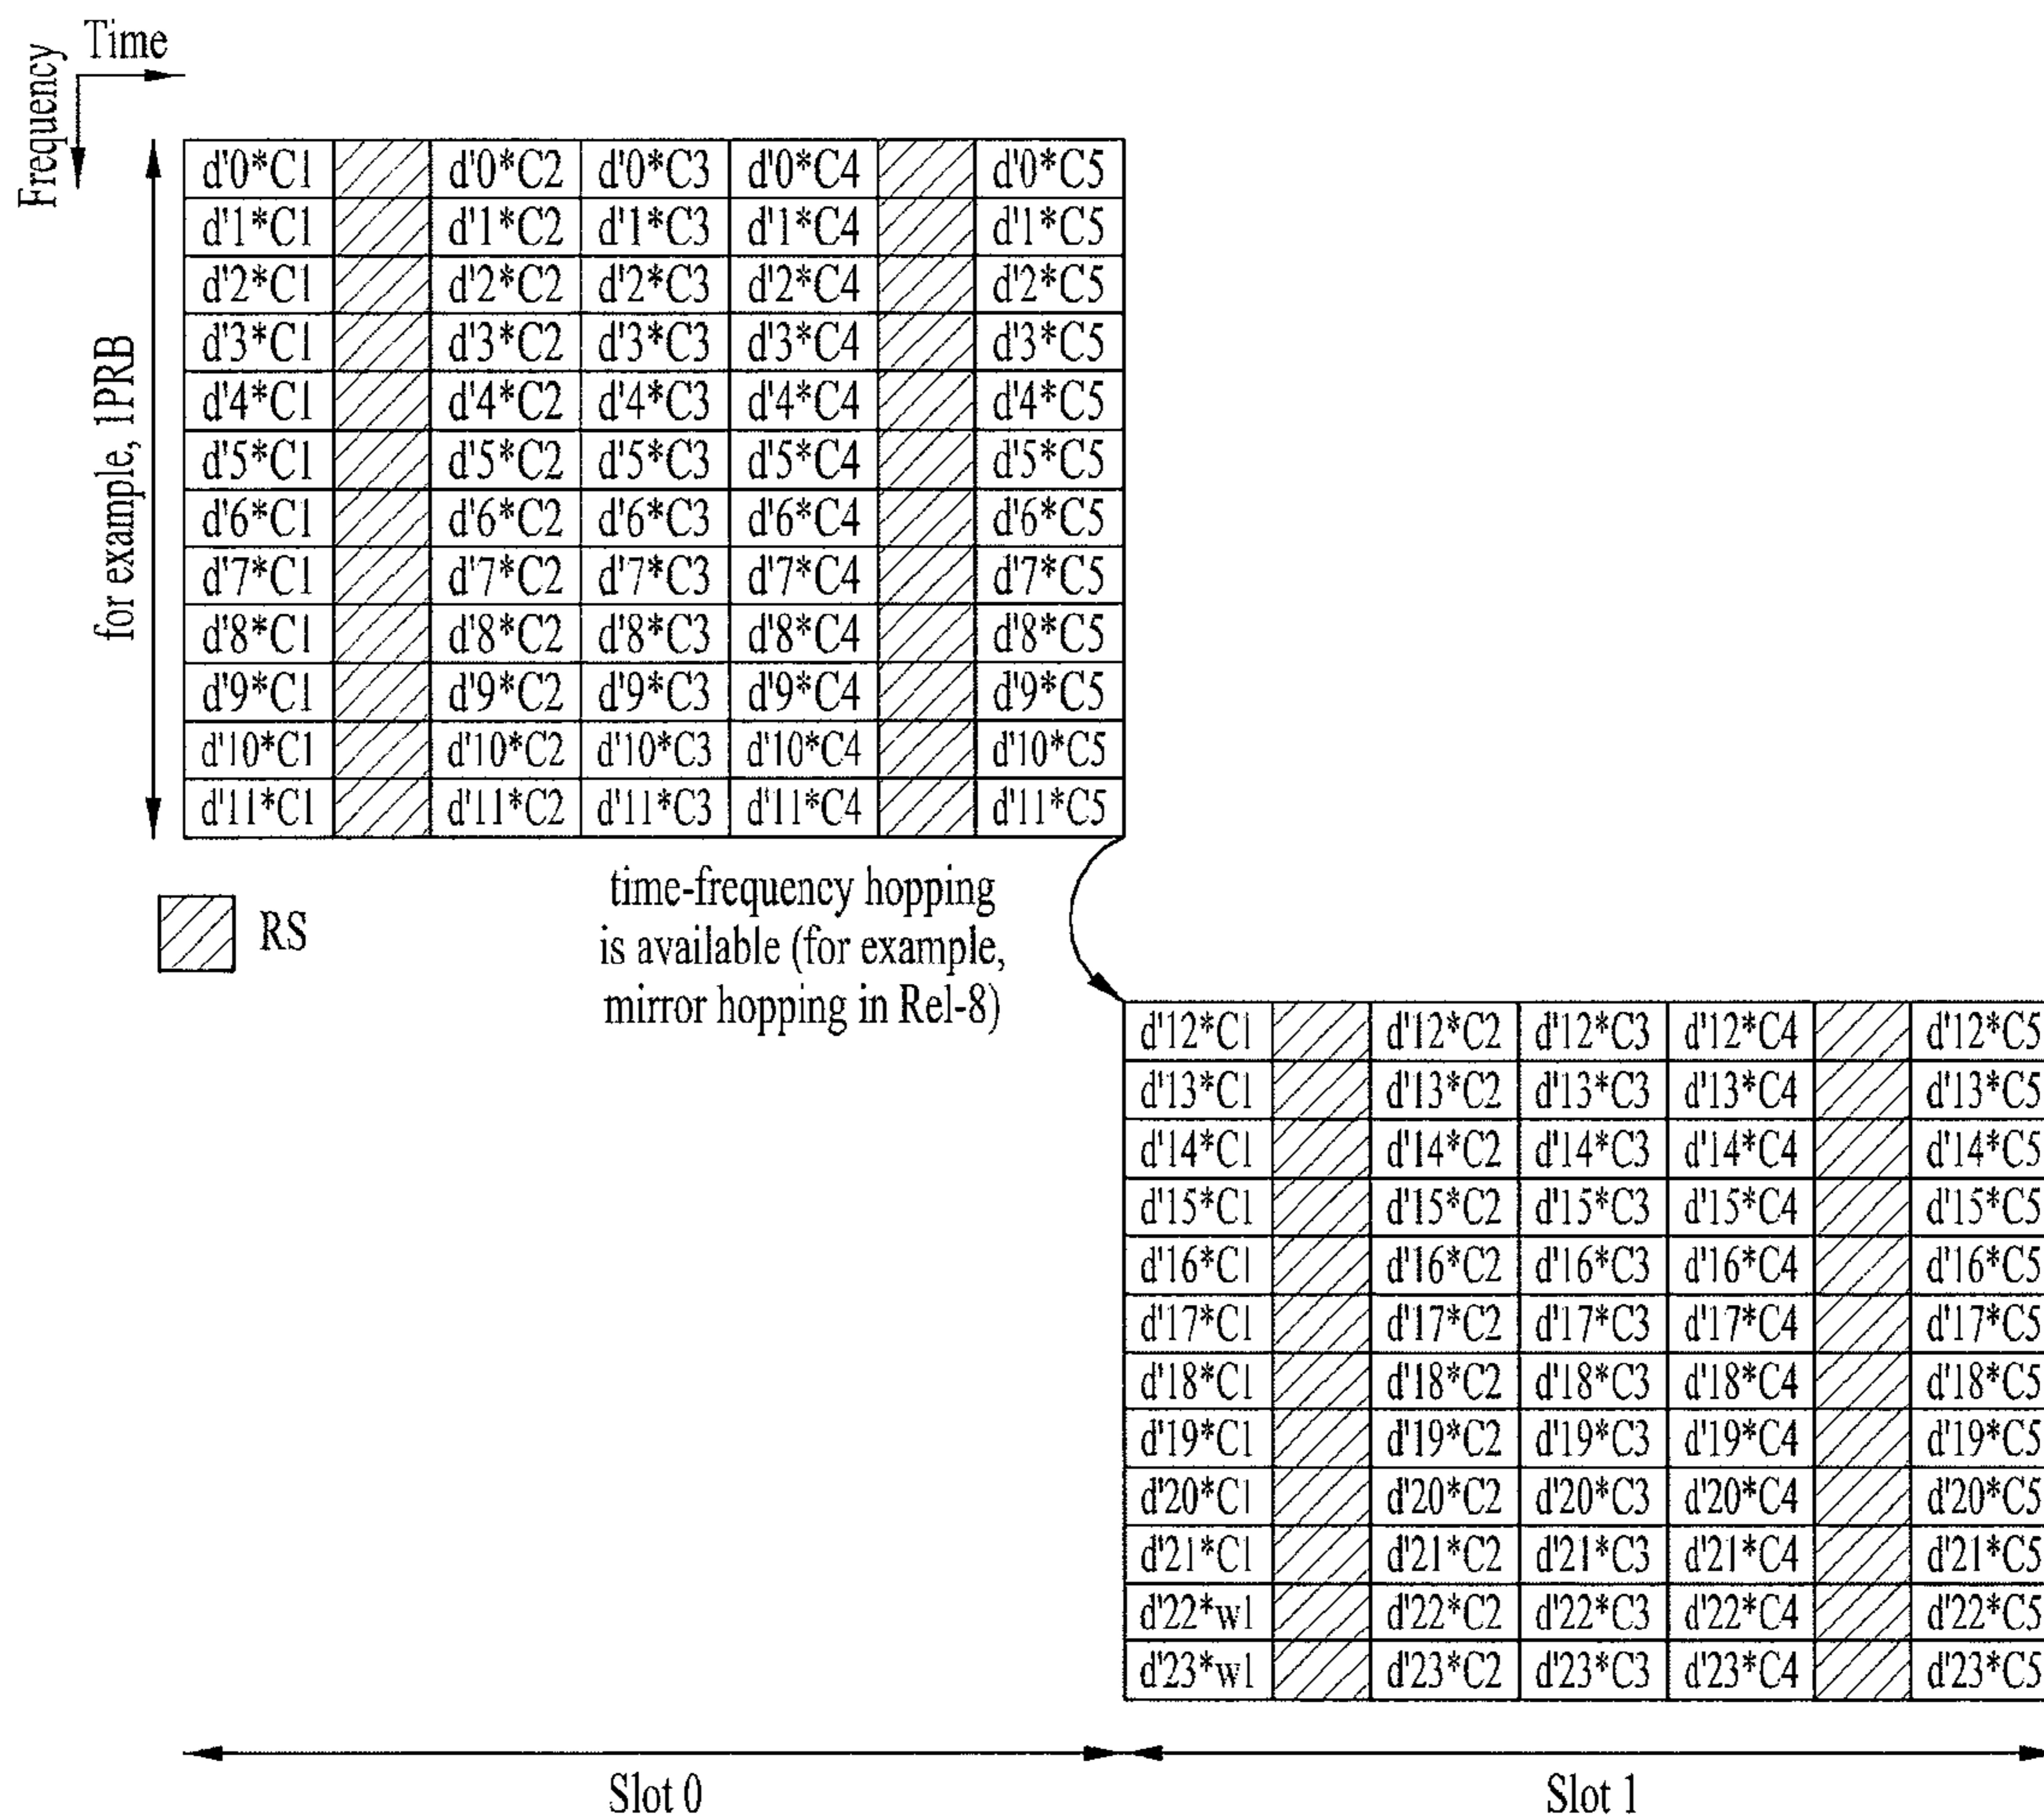 Time
Frequency
for example, 1PRB
d'0*C1 d'0*C2 d'0*C3 d'0*C4 d'0*C5
d'1*C1 d'1*C2 d'1*C3 d'1*C4 d'1*C5
d'2*C1 d'2*C2 d'2*C3 d'2*C4 d'2*C5
d'3*C1 d'3*C2 d'3*C3 d'3*C4 d'3*C5
d'4*C1 d'4*C2 d'4*C3 d'4*C4 d'4*C5
d'5*C1 d'5*C2 d'5*C3 d'5*C4 d'5*C5
d'6*C1 d'6*C2 d'6*C3 d'6*C4 d'6*C5
d'7*C1 d'7*C2 d'7*C3 d'7*C4 d'7*C5
d'8*C1 d'8*C2 d'8*C3 d'8*C4 d'8*C5
d'9*C1 d'9*C2 d'9*C3 d'9*C4 d'9*C5
d'10*C1 d'10*C2 d'10*C3 d'10*C4 d'10*C5
d'11*C1 d'11*C2 d'11*C3 d'11*C4 d'11*C5
RS
time-frequency hopping
is available (for example,
mirror hopping in Rel-8)
d'12*C1 d'12*C2 d'12*C3 d'12*C4 d'12*C5
d'13*C1 d'13*C2 d'13*C3 d'13*C4 d'13*C5
d'14*C1 d'14*C2 d'14*C3 d'14*C4 d'14*C5
d'15*C1 d'15*C2 d'15*C3 d'15*C4 d'15*C5
d'16*C1 d'16*C2 d'16*C3 d'16*C4 d'16*C5
d'17*C1 d'17*C2 d'17*C3 d'17*C4 d'17*C5
d'18*C1 d'18*C2 d'18*C3 d'18*C4 d'18*C5
d'19*C1 d'19*C2 d'19*C3 d'19*C4 d'19*C5
d'20*C1 d'20*C2 d'20*C3 d'20*C4 d'20*C5
d'21*C1 d'21*C2 d'21*C3 d'21*C4 d'21*C5
d'22*w1 d'22*C2 d'22*C3 d'22*C4 d'22*C5
d'23*w1 d'23*C2 d'23*C3 d'23*C4 d'23*C5
Slot 0
Slot 1